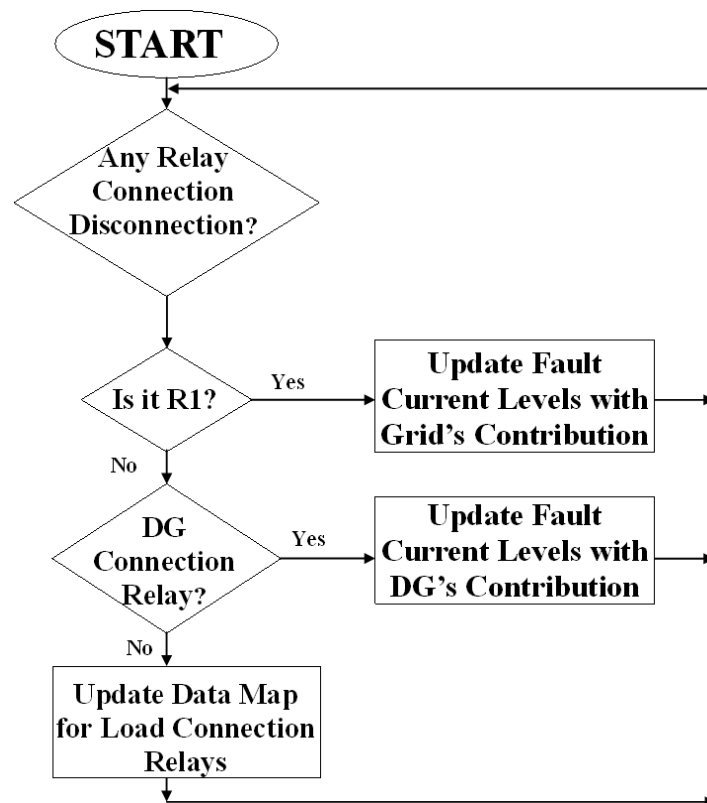 START
Any Relay
Connection
Disconnection?
Is it R1?
Yes
Update Fault
Current Levels with
Grid's Contribution
No
DG
Connection
Relay?
Yes
Update Fault
Current Levels with
DG's Contribution
No
Update Data Map
for Load Connection
Relays